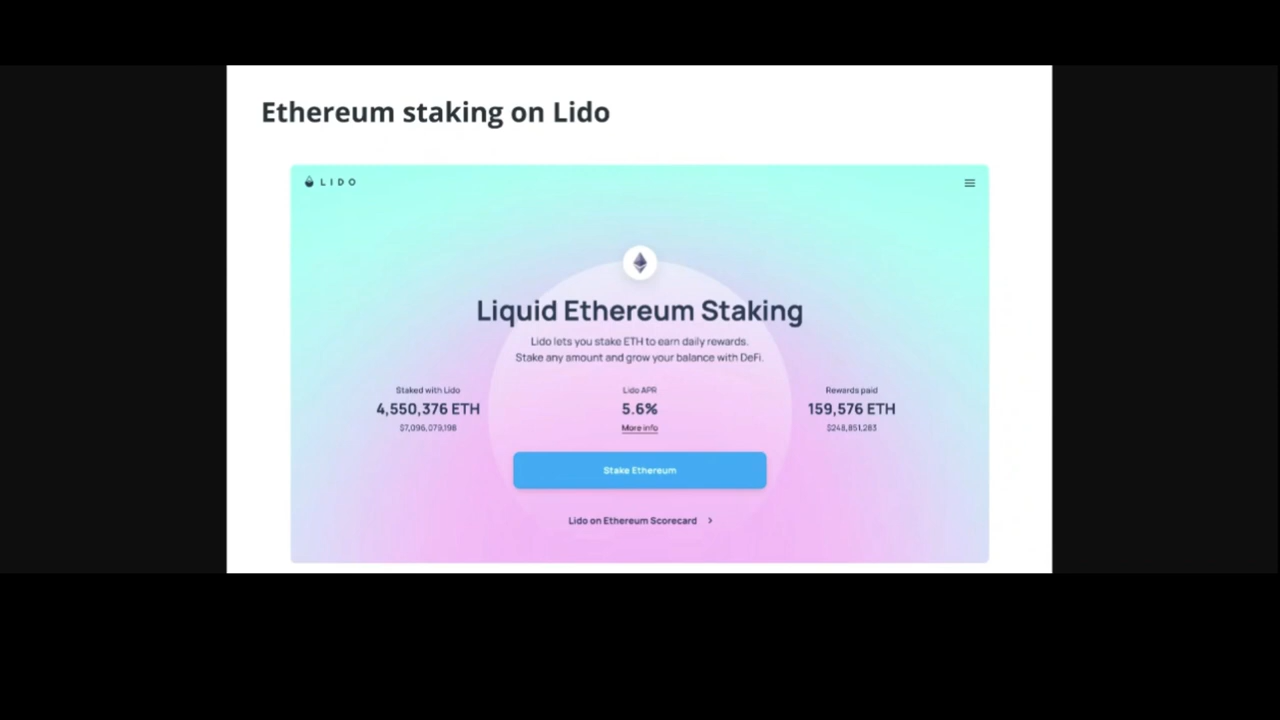 Ethereum staking on Lido
LIDO
Liquid Ethereum Staking
Lido lets you stake ETH to earn daily rewards.
Stake any amount and grow your balance with DeFi.
Staked with Lido
4,550,376 ETH
$7,096,079,198
Lido APR
5.6%
More info
Rewards paid
159,576 ETH
$248,851,283
Stake Ethereum
Lido on Ethereum Scorecard